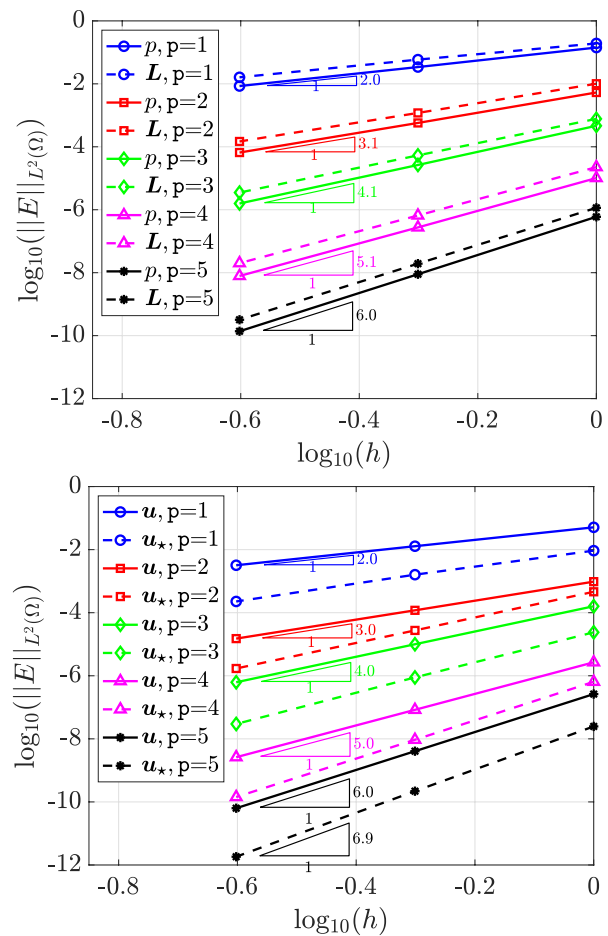 0
-2
-4
-6
-8
-10
-12
-0.8
-0.6
-0.4
-0.2
0
log₁₀(h)
log₁₀(||E||_{L²(Ω)})
p, p=1
L, p=1
p, p=2
L, p=2
p, p=3
L, p=3
p, p=4
L, p=4
p, p=5
L, p=5
2.0
1
3.1
1
4.1
1
5.1
1
6.0
1
0
-2
-4
-6
-8
-10
-12
-0.8
-0.6
-0.4
-0.2
0
log₁₀(h)
log₁₀(||E||_{L²(Ω)})
u, p=1
u⋆, p=1
u, p=2
u⋆, p=2
u, p=3
u⋆, p=3
u, p=4
u⋆, p=4
u, p=5
u⋆, p=5
2.0
1
3.0
1
4.0
1
5.0
1
6.0
1
6.9
1